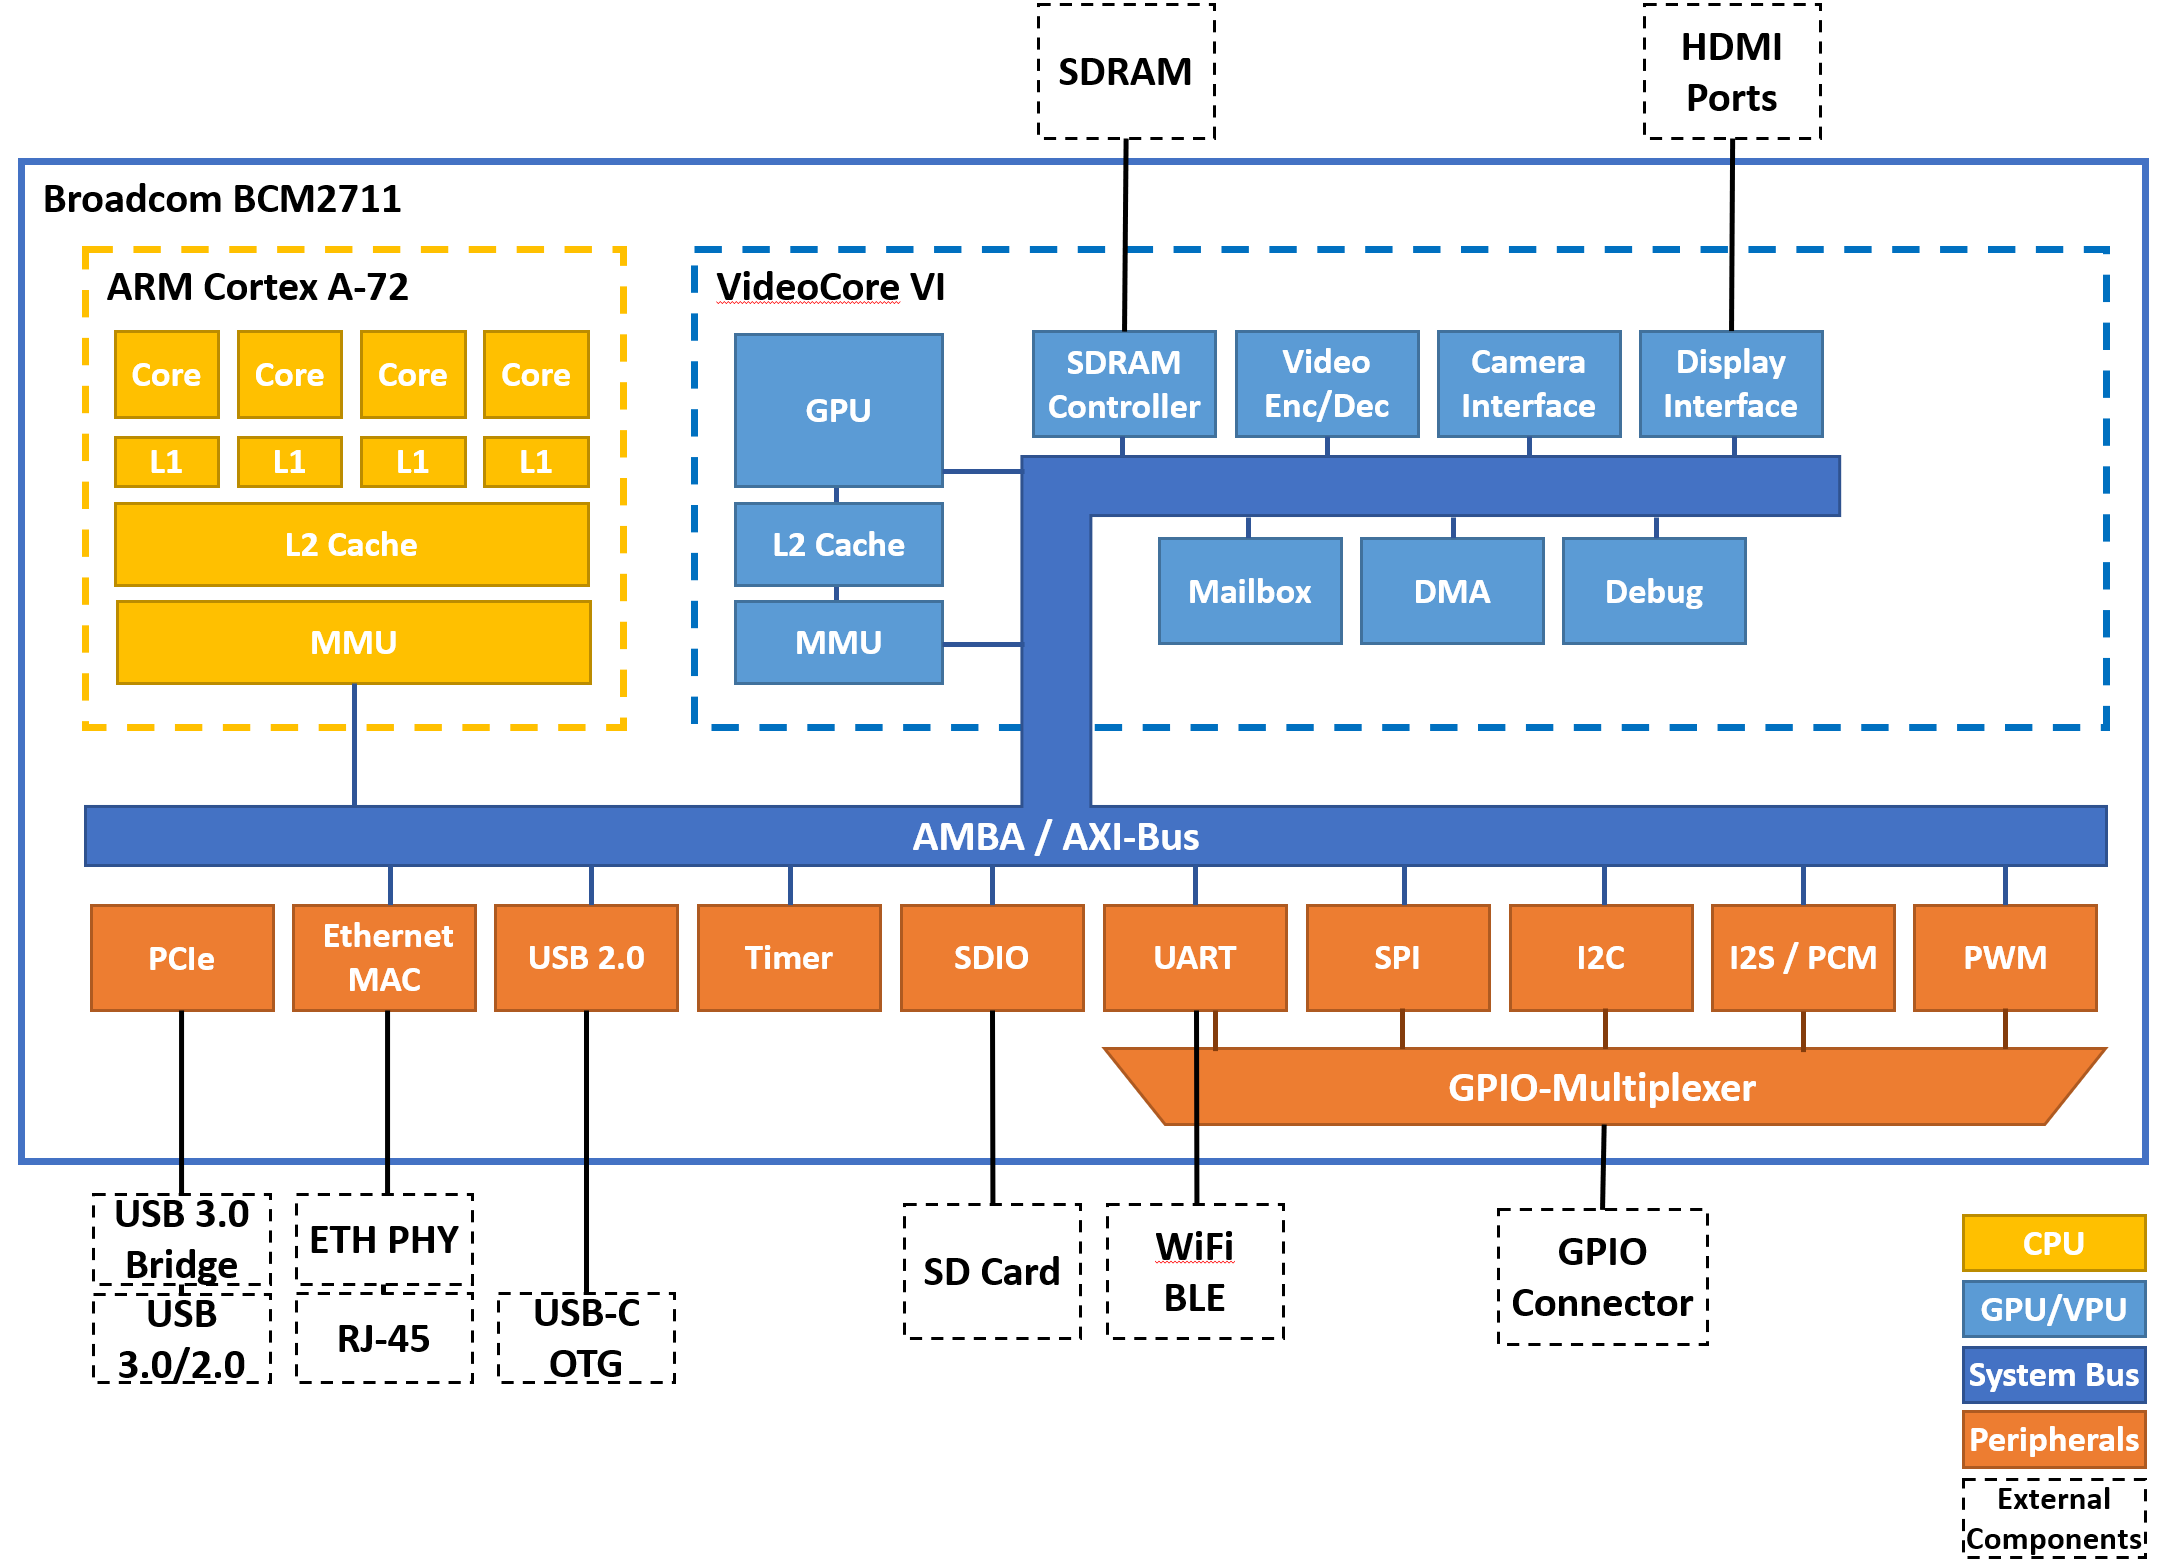 SDRAM
HDMI
Ports
Broadcom BCM2711
ARM Cortex A-72
Core
Core
Core
Core
L1
L1
L1
L1
L2 Cache
MMU
VideoCore VI
GPU
L2 Cache
MMU
SDRAM
Controller
Video
Enc/Dec
Camera
Interface
Display
Interface
Mailbox
DMA
Debug
AMBA / AXI-Bus
PCIe
Ethernet
MAC
USB 2.0
Timer
SDIO
UART
SPI
I2C
I2S / PCM
PWM
GPIO-Multiplexer
USB 3.0
Bridge
USB
3.0/2.0
ETH PHY
RJ-45
USB-C
OTG
SD Card
WiFi
BLE
GPIO
Connector
CPU
GPU/VPU
System Bus
Peripherals
External
Components